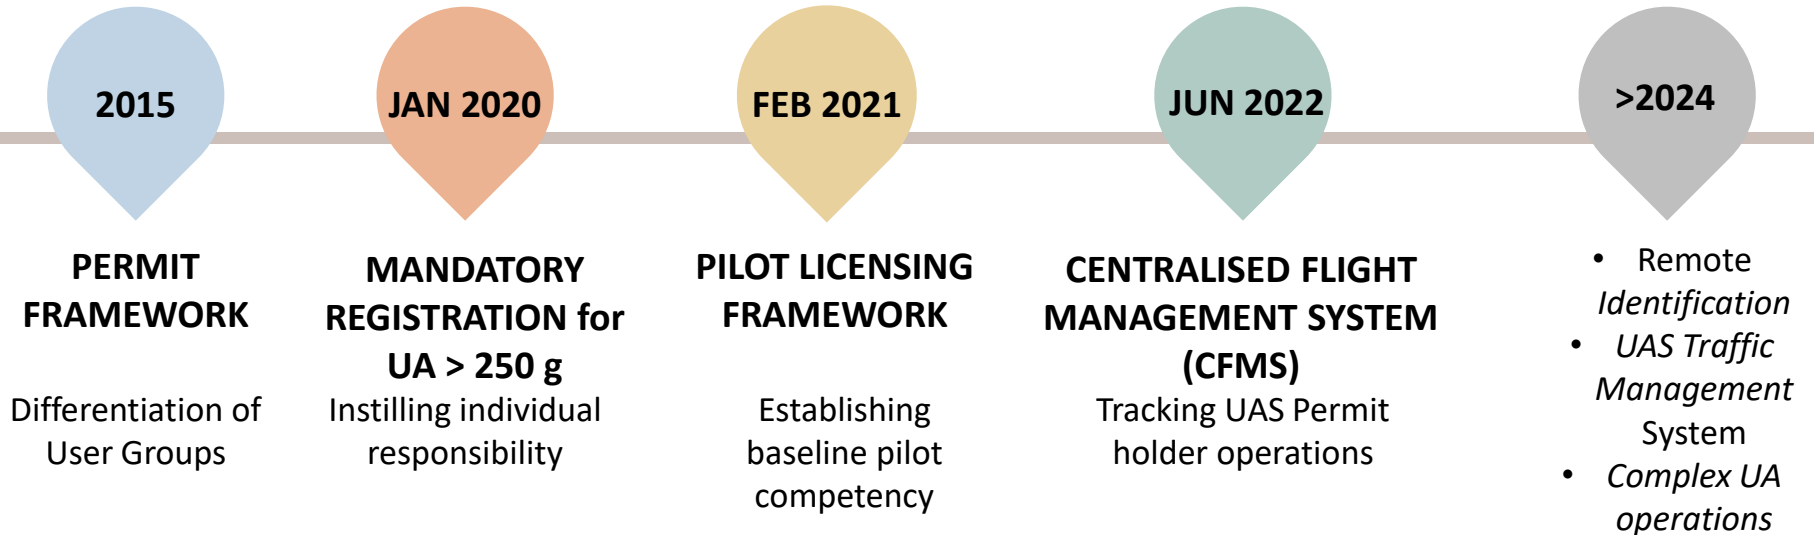 2015
PERMIT
FRAMEWORK
Differentiation of
User Groups
JAN 2020
MANDATORY
REGISTRATION for
UA > 250 g
Instilling individual
responsibility
FEB 2021
PILOT LICENSING
FRAMEWORK
Establishing
baseline pilot
competency
JUN 2022
CENTRALISED FLIGHT
MANAGEMENT SYSTEM
(CFMS)
Tracking UAS Permit
holder operations
>2024
• Remote
Identification
• UAS Traffic
Management
System
• Complex UA
operations